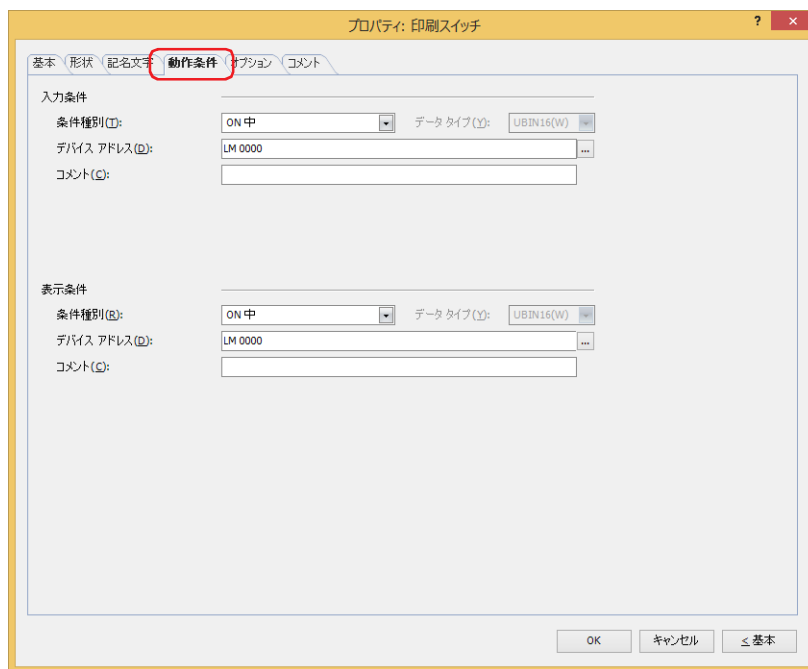 プロパティ: 印刷スイッチ
? ×
基本 形状 記名文字 動作条件 オプション コメント
入力条件
条件種別(T): ON 中 データ タイプ(Y): UBIN16(W)
デバイス アドレス(D): LM 0000 ...
コメント(C):
表示条件
条件種別(R): ON 中 データ タイプ(Y): UBIN16(W)
デバイス アドレス(D): LM 0000 ...
コメント(C):
OK キャンセル < 基本